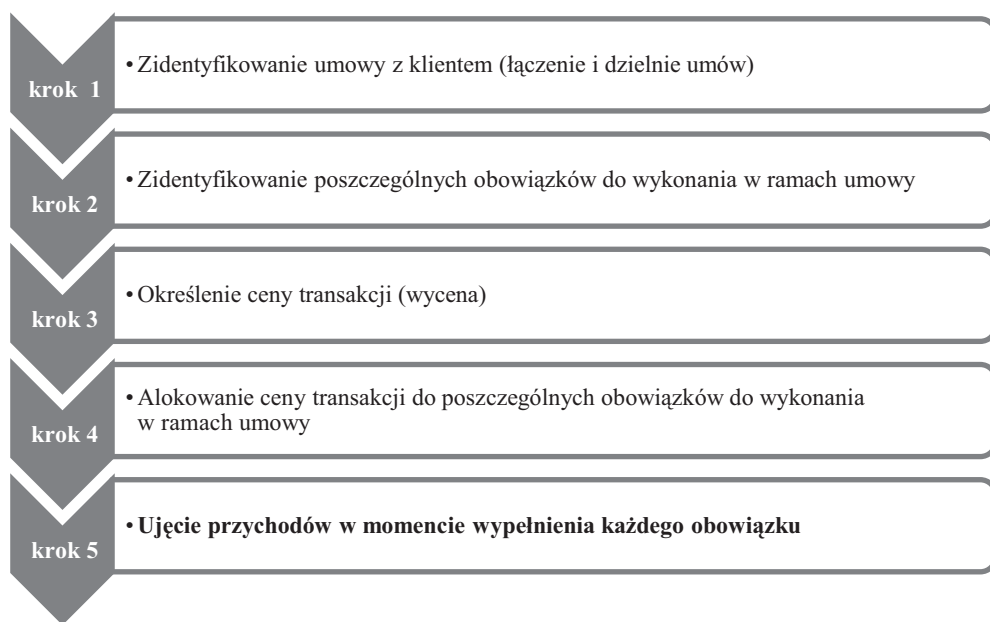 krok 1
• Zidentyfikowanie umowy z klientem (łączenie i dzielnie umów)
krok 2
• Zidentyfikowanie poszczególnych obowiązków do wykonania w ramach umowy
krok 3
• Określenie ceny transakcji (wycena)
krok 4
• Alokowanie ceny transakcji do poszczególnych obowiązków do wykonania
w ramach umowy
krok 5
• Ujęcie przychodów w momencie wypełnienia każdego obowiązku